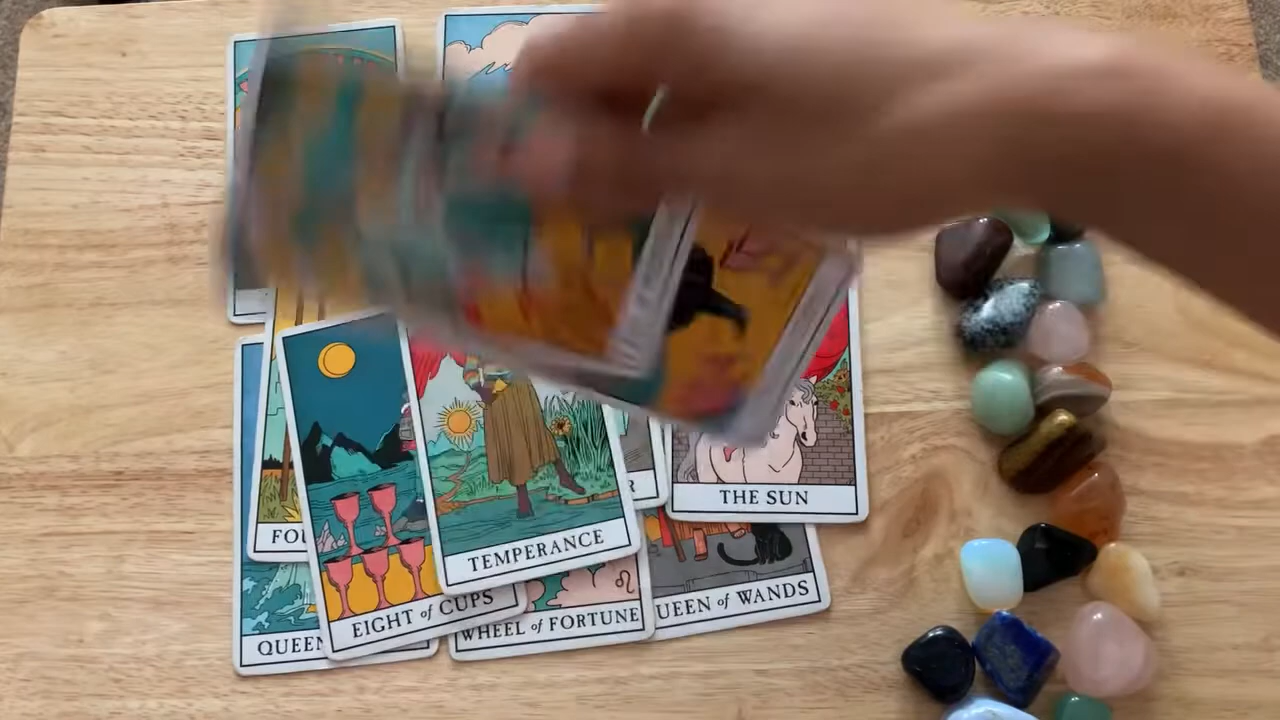 THE SUN
FOU
R
TEMPERANCE
EIGHT of CUPS
QUEEN
WHEEL of FORTUNE
UEEN of WANDS